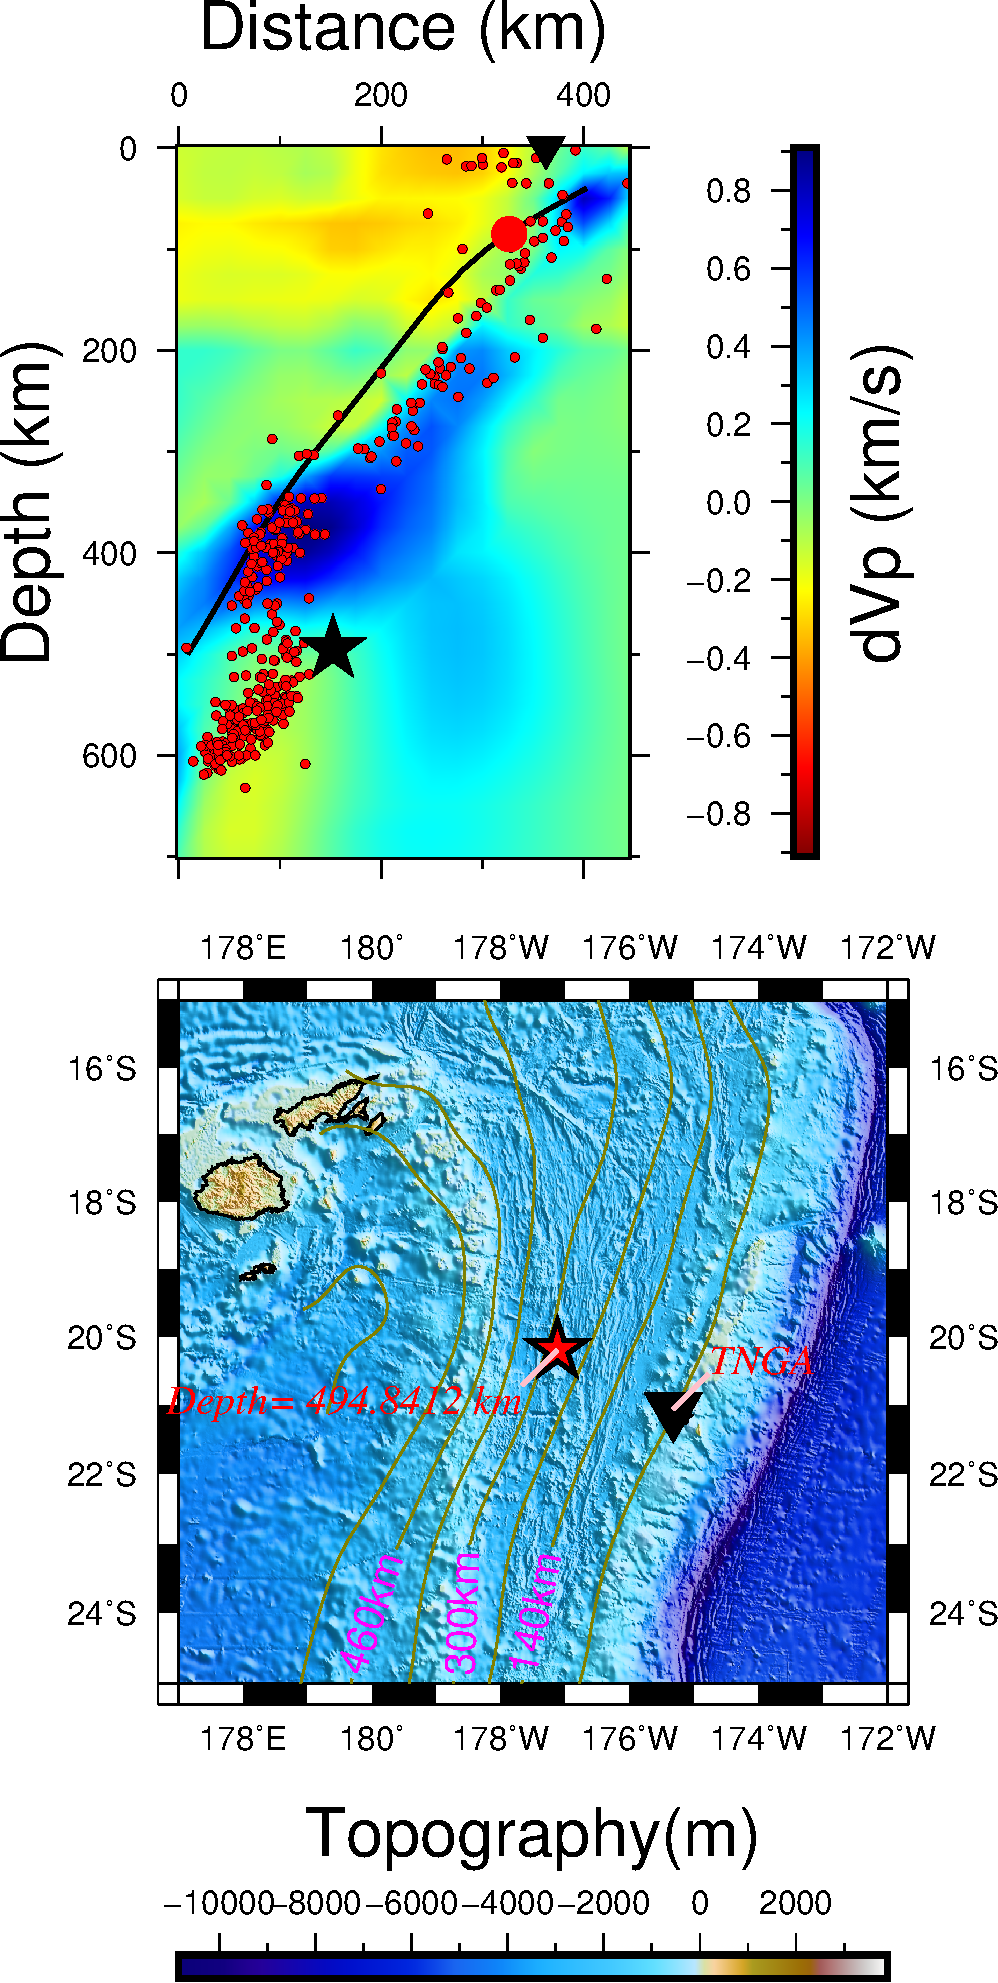 Distance (km)
0 200 400
0
200
400
600
Depth (km)
0.8
0.6
0.4
0.2
0.0
−0.2
−0.4
−0.6
−0.8
dVp (km/s)
178˚E 180˚ 178˚W 176˚W 174˚W 172˚W
16˚S 16˚S
18˚S 18˚S
20˚S 20˚S
TNGA
Depth= 494.8412 km
22˚S 22˚S
460km 300km 140km
24˚S 24˚S
178˚E 180˚ 178˚W 176˚W 174˚W 172˚W
Topography(m)
−10000 −8000 −6000 −4000 −2000 0 2000